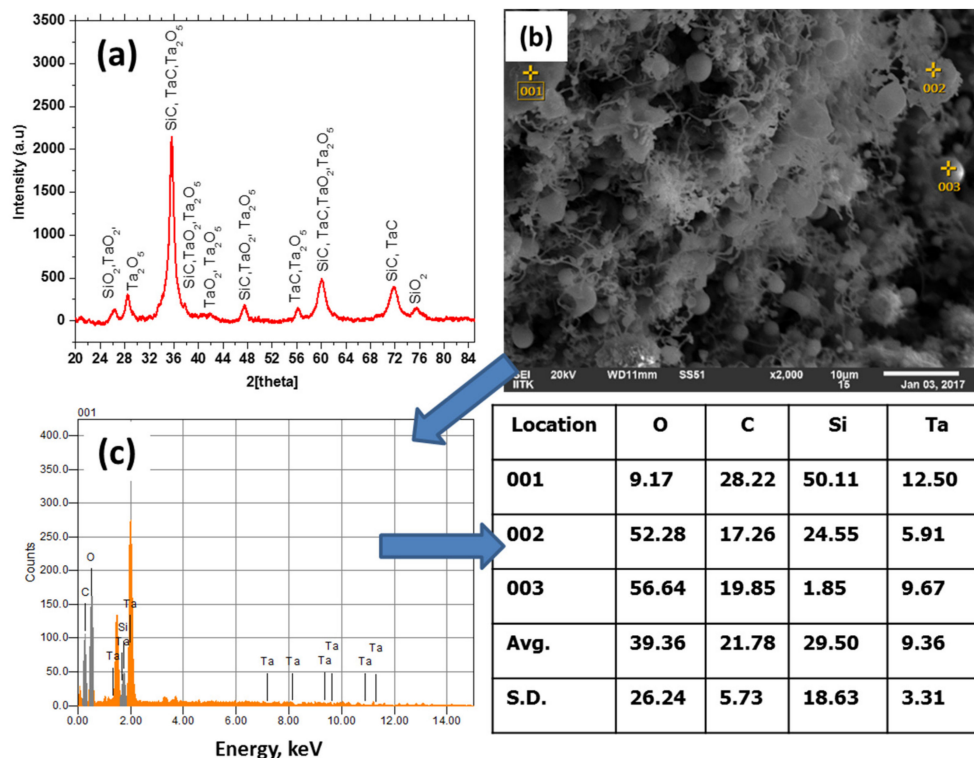 (a)
3500
3000
2500
2000
1500
1000
500
0
Intensity (a.u)
SiO2,TaO2,
Ta2O5
SiC, TaC,Ta2O5
SiC,TaO2,Ta2O5
TaO2, Ta2O5
SiC,TaO2, Ta2O5
TaC,Ta2O5
SiC, TaC,TaO2,Ta2O5
SiC, TaC
SiO2
20 24 28 32 36 40 44 48 52 56 60 64 68 72 76 80 84
2[theta]
(b)
001
002
003
SEI 20kV WD11mm SS51 x2,000 10μm
IITK 15 Jan 03, 2017
001
(c)
400.0
350.0
300.0
250.0
200.0
150.0
100.0
50.0
0.0
Counts
C
O
Ta
Ta
Si
Ta
Ta
Ta
Ta
Ta
Ta
Ta
0.00 2.00 4.00 6.00 8.00 10.00 12.00 14.00
Energy, keV
Location O C Si Ta
001 9.17 28.22 50.11 12.50
002 52.28 17.26 24.55 5.91
003 56.64 19.85 1.85 9.67
Avg. 39.36 21.78 29.50 9.36
S.D. 26.24 5.73 18.63 3.31